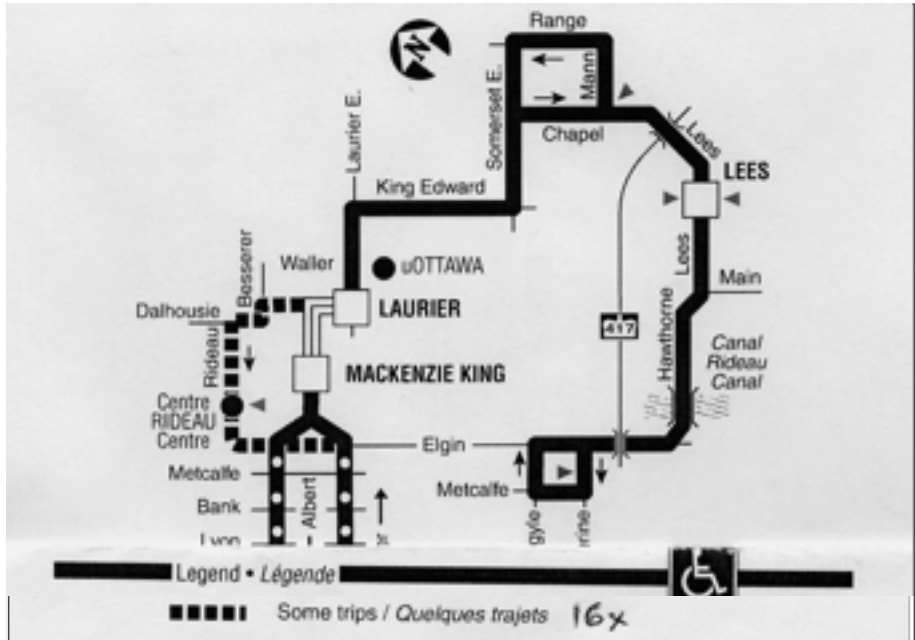 Range
N
Mann
Somerset E.
Laurier E.
Chapel
Lees
LEES
King Edward
Besserer
Waller
uOTTAWA
Lees
Main
Dalhousie
LAURIER
417
Hawthorne
Rideau
Canal
Rideau
Canal
MACKENZIE KING
Centre
RIDEAU
Centre
Elgin
Metcalfe
Metcalfe
Bank
Albert
Lyon
Legend • Légende
Some trips / Quelques trajets 16x